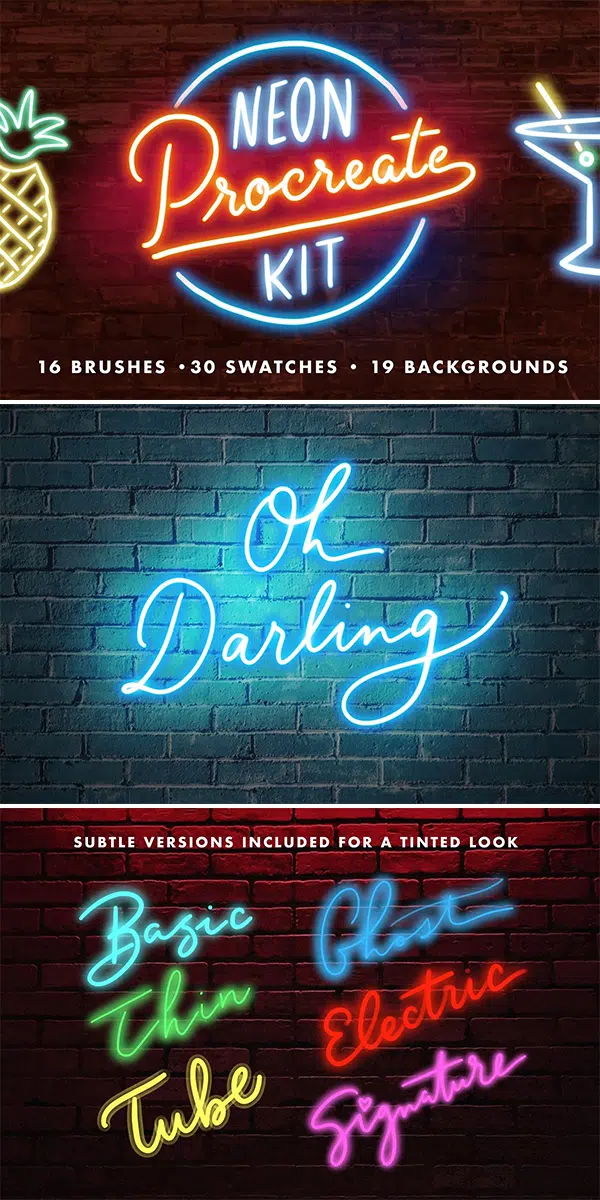 NEON
Procreate
KIT
16 BRUSHES • 30 SWATCHES • 19 BACKGROUNDS
Oh
Darling
SUBTLE VERSIONS INCLUDED FOR A TINTED LOOK
Basic
Thin
Tube
Ghost
Electric
Signature